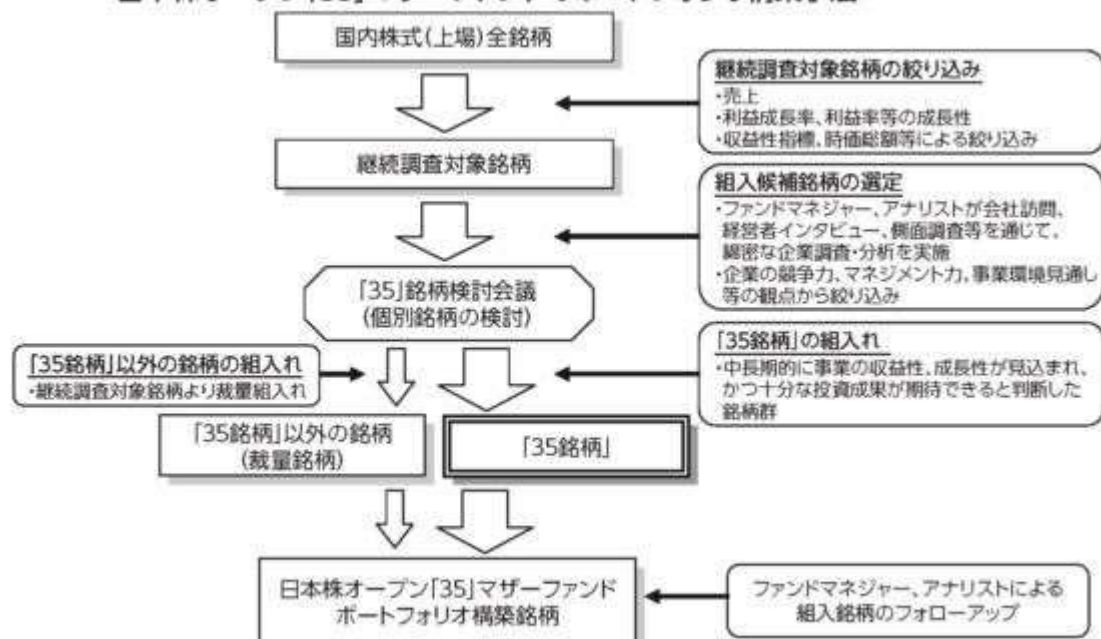 国内株式(上場)全銘柄
継続調査対象銘柄の絞り込み
・売上
・利益成長率、利益率等の成長性
・収益性指標、時価総額等による絞り込み
継続調査対象銘柄
組入候補銘柄の選定
・ファンドマネジャー、アナリストが会社訪問、
経営者インタビュー、側面調査等を通じて、
綿密な企業調査・分析を実施
・企業の競争力、マネジメント力、事業環境見通し
等の観点から絞り込み
「35」銘柄検討会議
(個別銘柄の検討)
「35銘柄」以外の銘柄の組入れ
・継続調査対象銘柄より裁量組入れ
「35銘柄」の組入れ
・中長期的に事業の収益性、成長性が見込まれ、
かつ十分な投資成果が期待できると判断した
銘柄群
「35銘柄」以外の銘柄
(裁量銘柄)
「35銘柄」
日本株オープン「35」マザーファンド
ポートフォリオ構築銘柄
ファンドマネジャー、アナリストによる
組入銘柄のフォローアップ